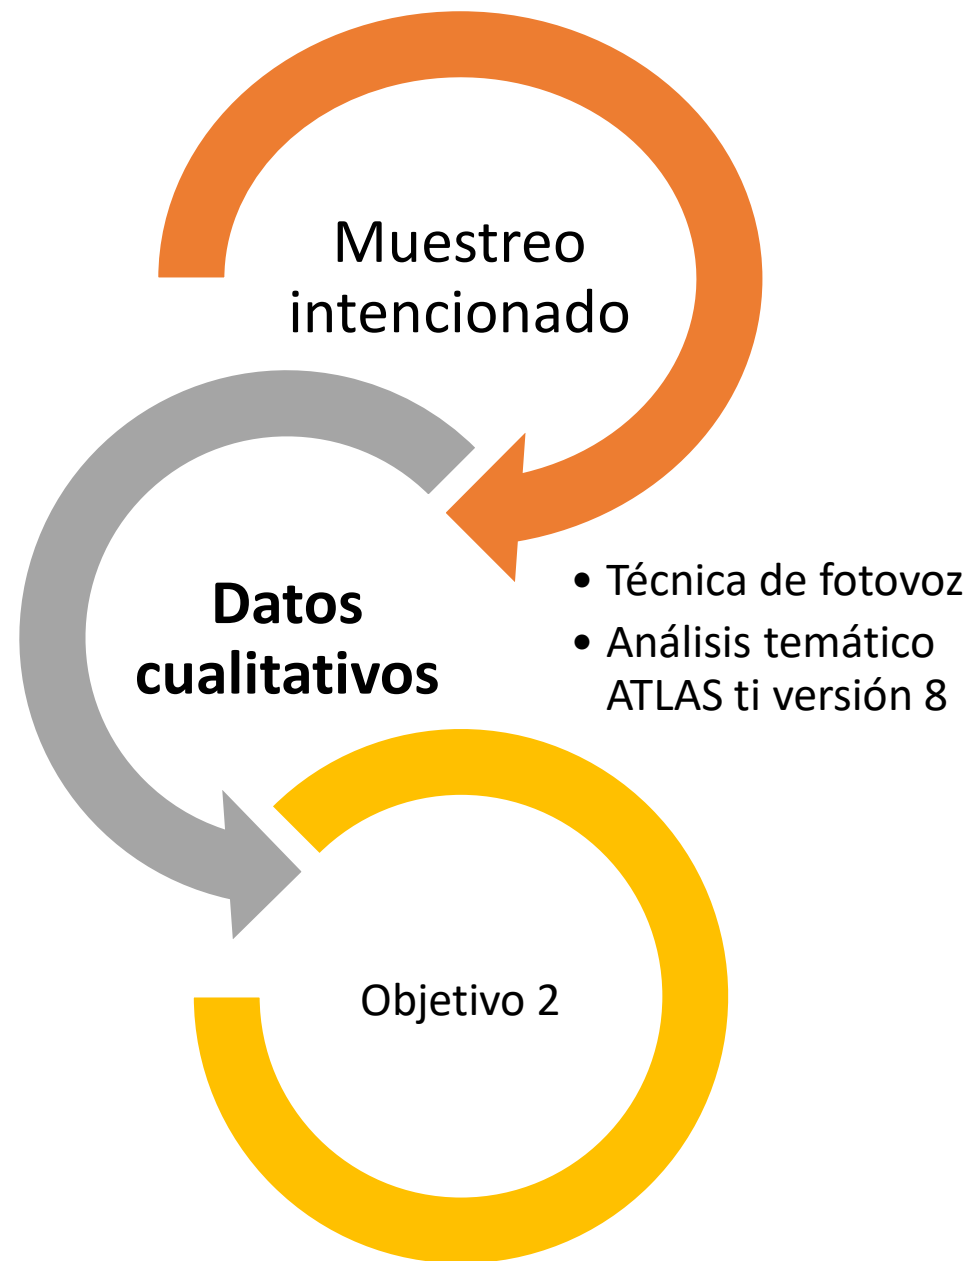 Muestreo
intencionado
Datos
cualitativos
• Técnica de fotovoz
• Análisis temático
ATLAS ti versión 8
Objetivo 2